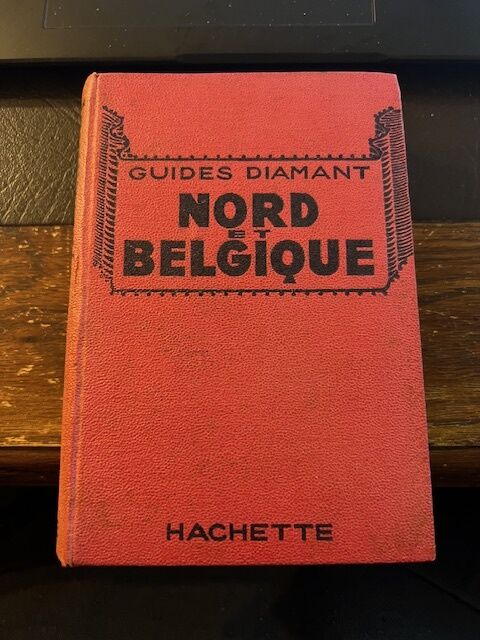 GUIDES DIAMANT
NORD
ET
BELGIQUE
HACHETTE